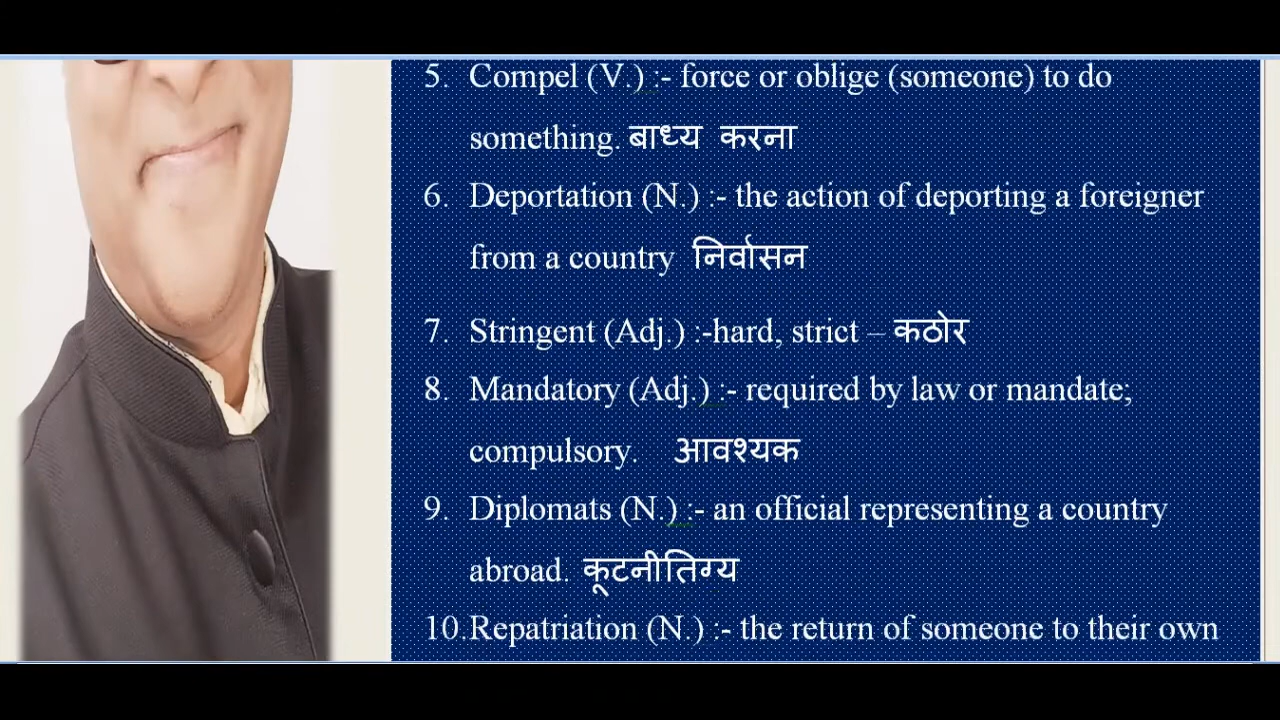 5. Compel (V.) :- force or oblige (someone) to do
something. बाध्य करना
6. Deportation (N.) :- the action of deporting a foreigner
from a country निर्वासन
7. Stringent (Adj.) :-hard, strict – कठोर
8. Mandatory (Adj.) :- required by law or mandate;
compulsory. आवश्यक
9. Diplomats (N.) :- an official representing a country
abroad. कूटनीतिग्य
10. Repatriation (N.) :- the return of someone to their own